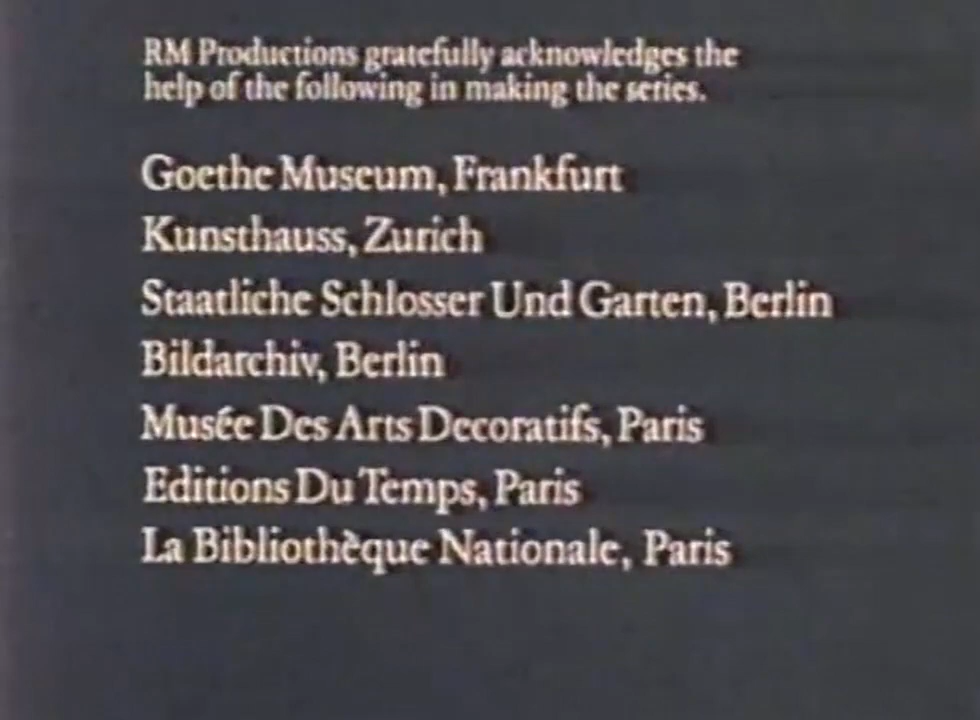 RM Productions gratefully acknowledges the
help of the following in making the series.
Goethe Museum, Frankfurt
Kunsthauss, Zurich
Staatliche Schlosser Und Garten, Berlin
Bildarchiv, Berlin
Musée Des Arts Decoratifs, Paris
Editions Du Temps, Paris
La Bibliothèque Nationale, Paris